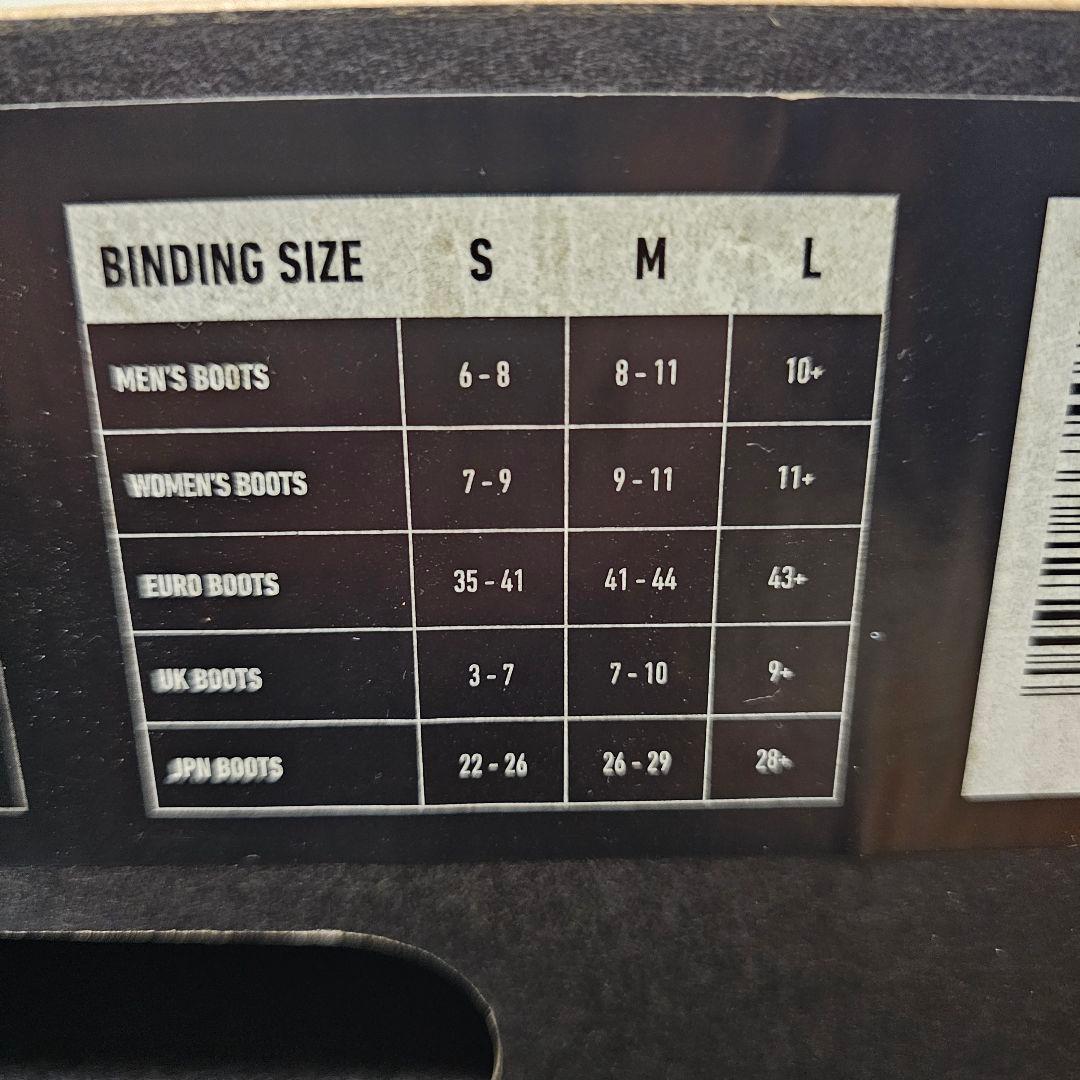 BINDING SIZE S M L
MEN'S BOOTS 6 - 8 8 - 11 10+
WOMEN'S BOOTS 7 - 9 9 - 11 11+
EURO BOOTS 35 - 41 41 - 44 43+
UK BOOTS 3 - 7 7 - 10 9+
JPN BOOTS 22 - 26 26 - 29 28+